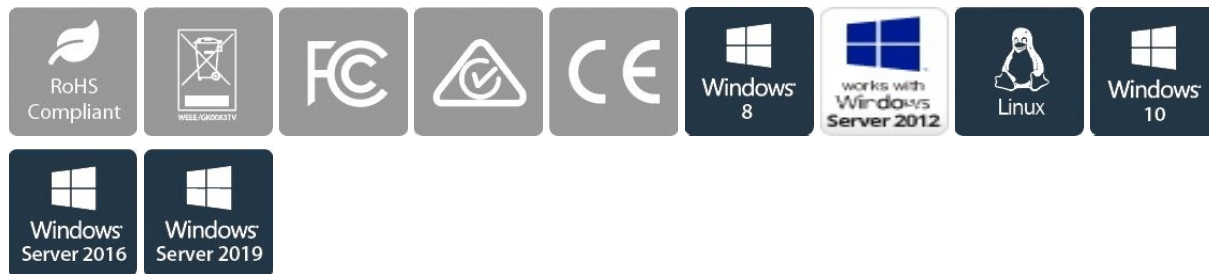 RoHS
Compliant
WEEE/GK0083TV
FC
CE
Windows
8
works with
Windows
Server 2012
Linux
Windows
10
Windows
Server 2016
Windows
Server 2019